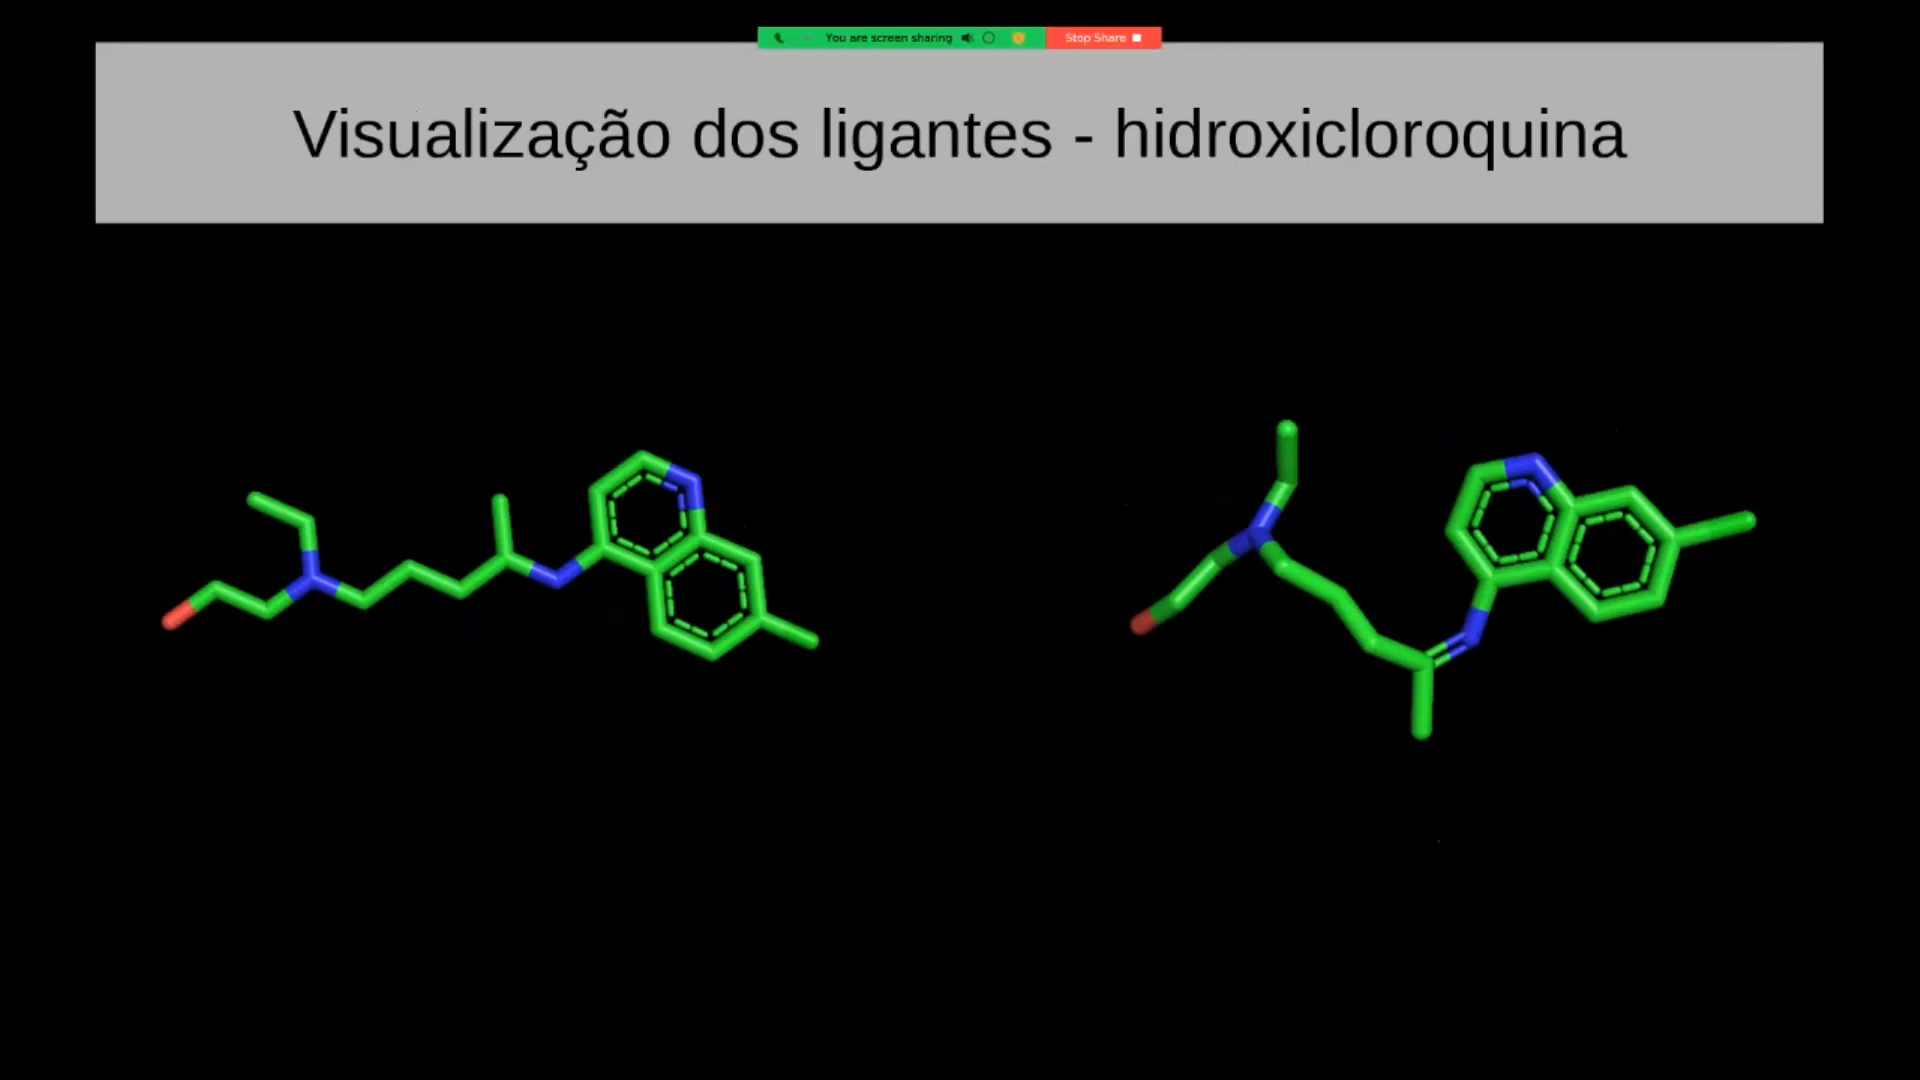 You are screen sharing
Stop Share
Visualização dos ligantes - hidroxicloroquina